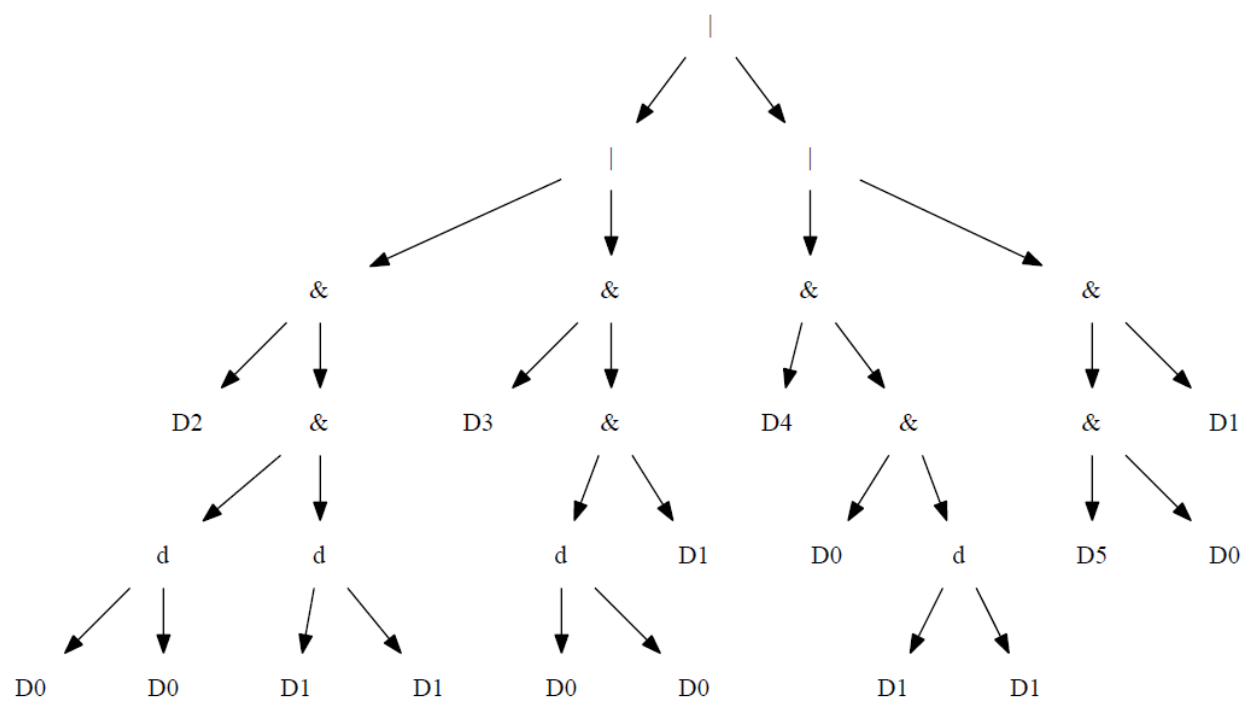 |
| |
& & & &
D2 & D3 & D4 & & D1
d d d D1 D0 d D5 D0
D0 D0 D1 D1 D0 D0 D1 D1